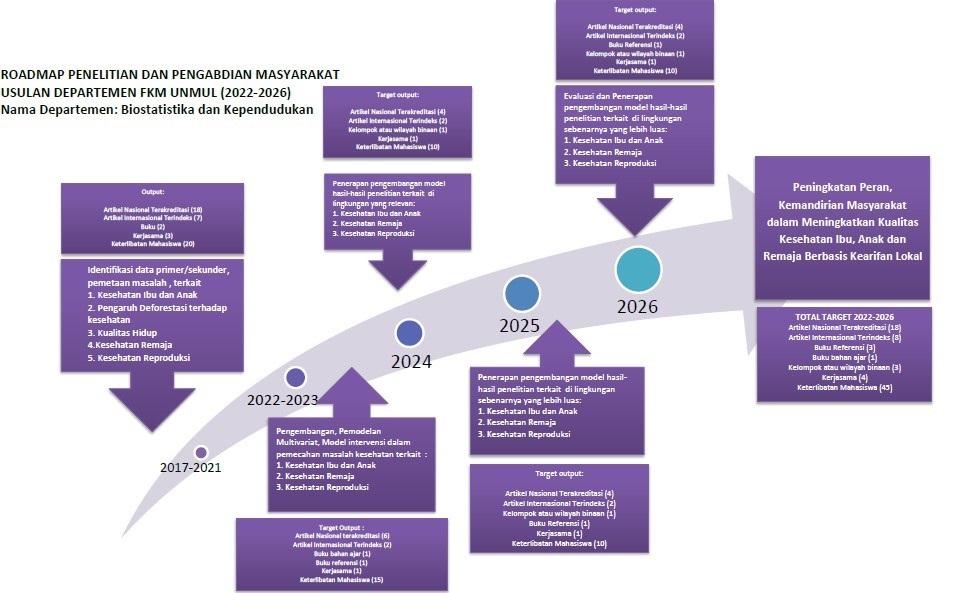 ROADMAP PENELITIAN DAN PENGABDIAN MASYARAKAT
USULAN DEPARTEMEN FKM UNMUL (2022-2026)
Nama Departemen: Biostatistika dan Kependudukan
Output:
Artikel Nasional Terakreditasi (18)
Artikel Internasional Terindeks (7)
Buku (2)
Kerjasama (3)
Keterlibatan Mahasiswa (20)
Identifikasi data primer/sekunder,
pemetaan masalah , terkait
1. Kesehatan Ibu dan Anak
2. Pengaruh Deforestasi terhadap
kesehatan
3. Kualitas Hidup
4.Kesehatan Remaja
5. Kesehatan Reproduksi
2017-2021
2022-2023
Pengembangan, Pemodelan
Multivariat, Model intervensi dalam
pemecahan masalah kesehatan terkait :
1. Kesehatan Ibu dan Anak
2. Kesehatan Remaja
3. Kesehatan Reproduksi
Target Output :
Artikel Nasional terakreditasi (6)
Artikel Internasional Terindeks (2)
Buku bahan ajar (1)
Buku referensi (1)
Kerjasama (1)
Keterlibatan Mahasiswa (15)
Target output:
Artikel Nasional Terakreditasi (4)
Artikel Internasional Terindeks (2)
Kelempok atau wilayah binaan (1)
Kerjasama (1)
Keterlibatan Mahasiswa (10)
Penerapan pengembangan model
hasil-hasil penelitian terkait di
lingkungan yang relevan:
1. Kesehatan Ibu dan Anak
2. Kesehatan Remaja
3. Kesehatan Reproduksi
2024
2025
Penerapan pengembangan model hasil-
hasil penelitian terkait di lingkungan
sebenarnya yang lebih luas:
1. Kesehatan Ibu dan Anak
2. Kesehatan Remaja
3. Kesehatan Reproduksi
Target output:
Artikel Nasional Terakreditasi (4)
Artikel Internasional Terindeks (2)
Kelompok atau wilayah binaan (1)
Buku Referensi (1)
Kerjasama (1)
Keterlibatan Mahasiswa (10)
Target output:
Artikel Nasional Terakreditasi (4)
Artikel Internasional Terindeks (2)
Buku Referensi (1)
Kelompok atau wilayah binaan (1)
Kerjasama (1)
Keterlibatan Mahasiswa (10)
Evaluasi dan Penerapan
pengembangan model hasil-hasil
penelitian terkait di lingkungan
sebenarnya yang lebih luas:
1. Kesehatan Ibu dan Anak
2. Kesehatan Remaja
3. Kesehatan Reproduksi
2026
Peningkatan Peran,
Kemandirian Masyarakat
dalam Meningkatkan Kualitas
Kesehatan Ibu, Anak dan
Remaja Berbasis Kearifan Lokal
TOTAL TARGET 2022-2026
Artikel Nasional Terakreditasi (18)
Artikel Internasional Terindeks (8)
Buku Referensi (3)
Buku bahan ajar (1)
Kelompok atau wilayah binaan (3)
Kerjasama (4)
Keterlibatan Mahasiswa (45)